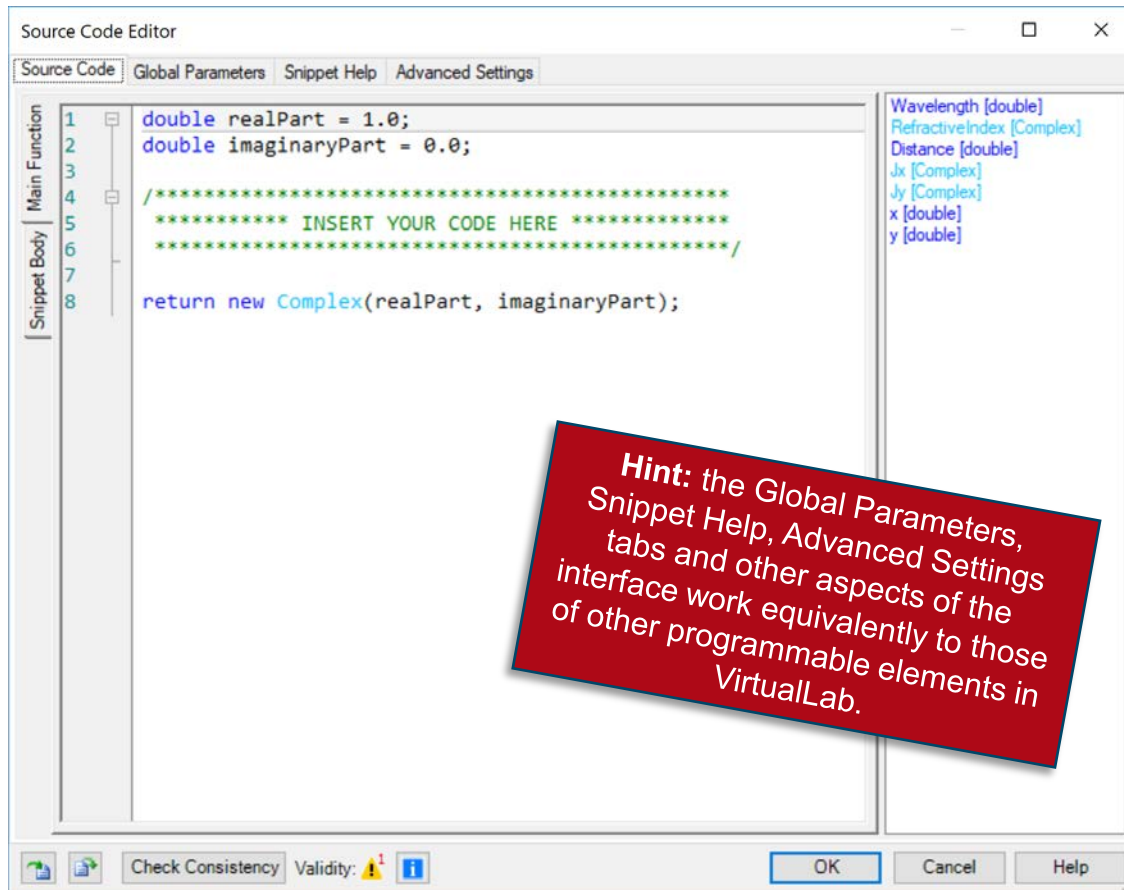 Source Code Editor
Source Code Global Parameters Snippet Help Advanced Settings
Main Function
Snippet Body
1 double realPart = 1.0;
2 double imaginaryPart = 0.0;
3
4 /***********************************************
5 *********** INSERT YOUR CODE HERE *************
6 ***********************************************/
7
8 return new Complex(realPart, imaginaryPart);
Wavelength [double]
RefractiveIndex [Complex]
Distance [double]
Jx [Complex]
Jy [Complex]
x [double]
y [double]
Hint: the Global Parameters,
Snippet Help, Advanced Settings
tabs and other aspects of the
interface work equivalently to those
of other programmable elements in
VirtualLab.
Check Consistency Validity: 1 OK Cancel Help